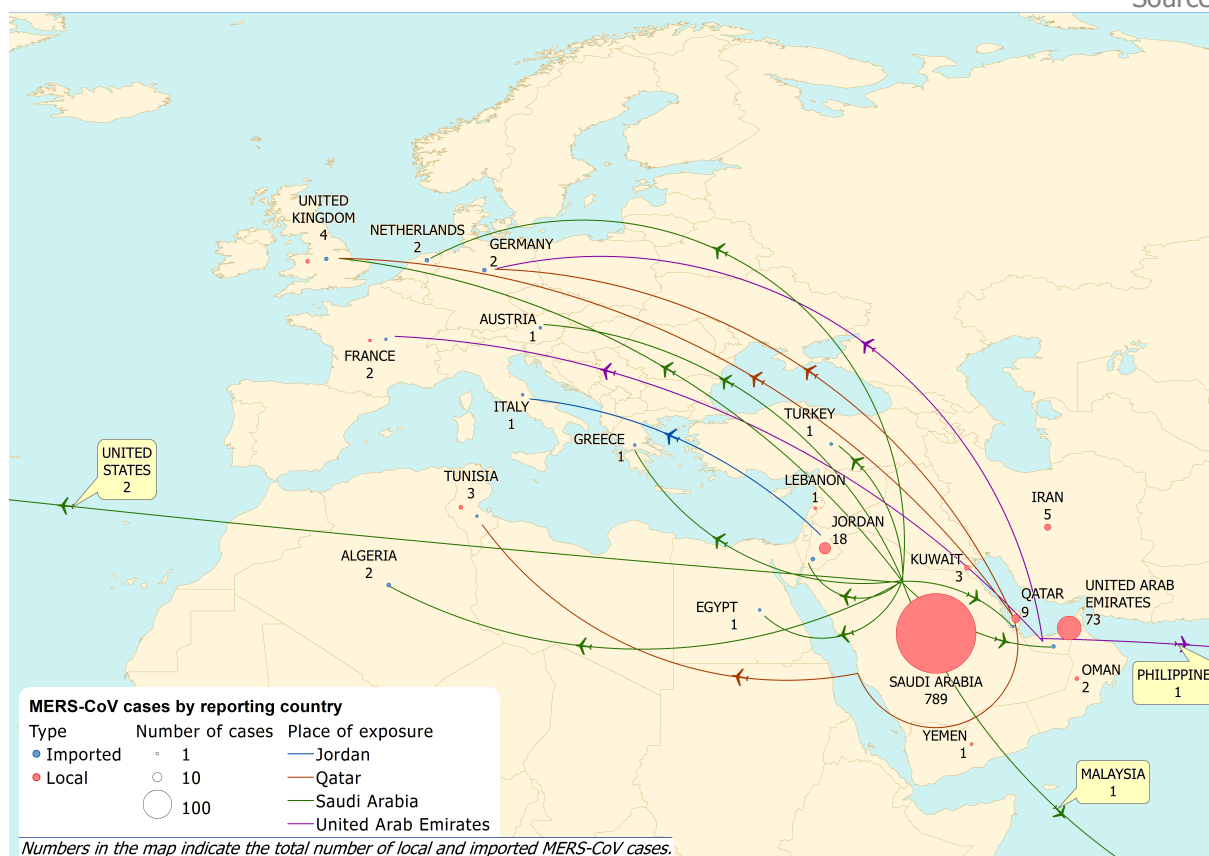 Source
UNITED
KINGDOM
4
NETHERLANDS
2
GERMANY
2
AUSTRIA
1
FRANCE
2
ITALY
1
GREECE
1
TURKEY
1
UNITED
STATES
2
TUNISIA
3
LEBANON
1
IRAN
5
JORDAN
18
ALGERIA
2
KUWAIT
3
QATAR
9
UNITED ARAB
EMIRATES
73
EGYPT
1
SAUDI ARABIA
789
OMAN
2
PHILIPPINE
1
YEMEN
1
MALAYSIA
1
MERS-CoV cases by reporting country
Type Number of cases Place of exposure
Imported 1 Jordan
Local 10 Qatar
100 Saudi Arabia
United Arab Emirates
Numbers in the map indicate the total number of local and imported MERS-CoV cases.